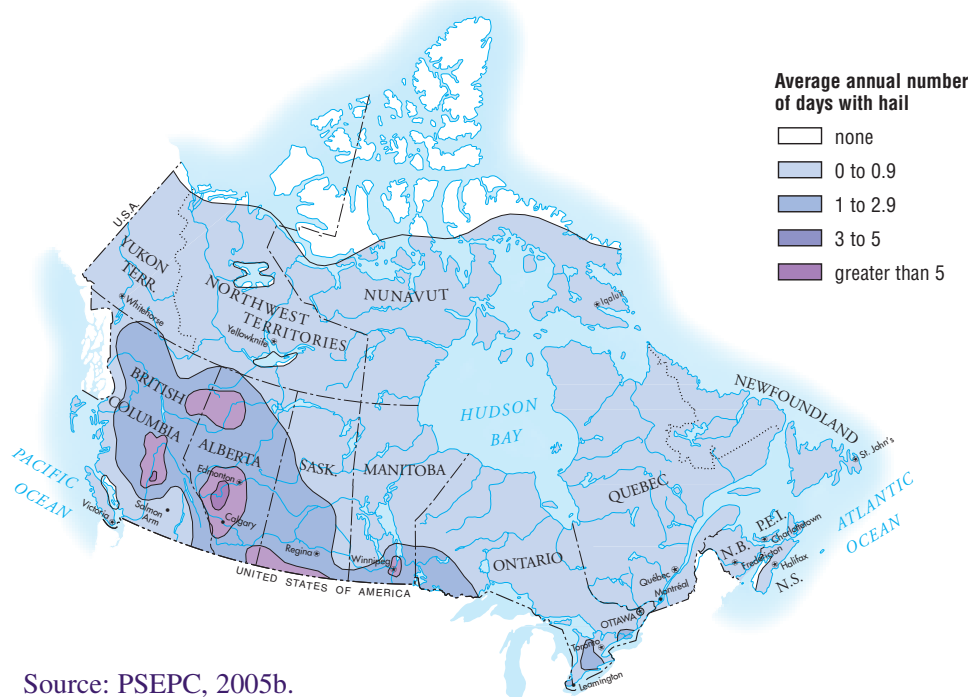 Average annual number
of days with hail
none
0 to 0.9
1 to 2.9
3 to 5
greater than 5
U.S.A.
YUKON
TERR.
Whitehorse
NORTHWEST
TERRITORIES
Yellowknife
NUNAVUT
Iqaluit
BRITISH
COLUMBIA
ALBERTA
Edmonton
Calgary
SASK.
Regina
MANITOBA
Winnipeg
HUDSON
BAY
NEWFOUNDLAND
St. John's
PACIFIC
OCEAN
Victoria
Salmon
Arm
UNITED STATES OF AMERICA
ONTARIO
OTTAWA
Toronto
Leamington
QUEBEC
Québec
Montréal
P.E.I.
Charlottetown
N.B.
Fredericton
Halifax
N.S.
ATLANTIC
OCEAN
Source: PSEPC, 2005b.